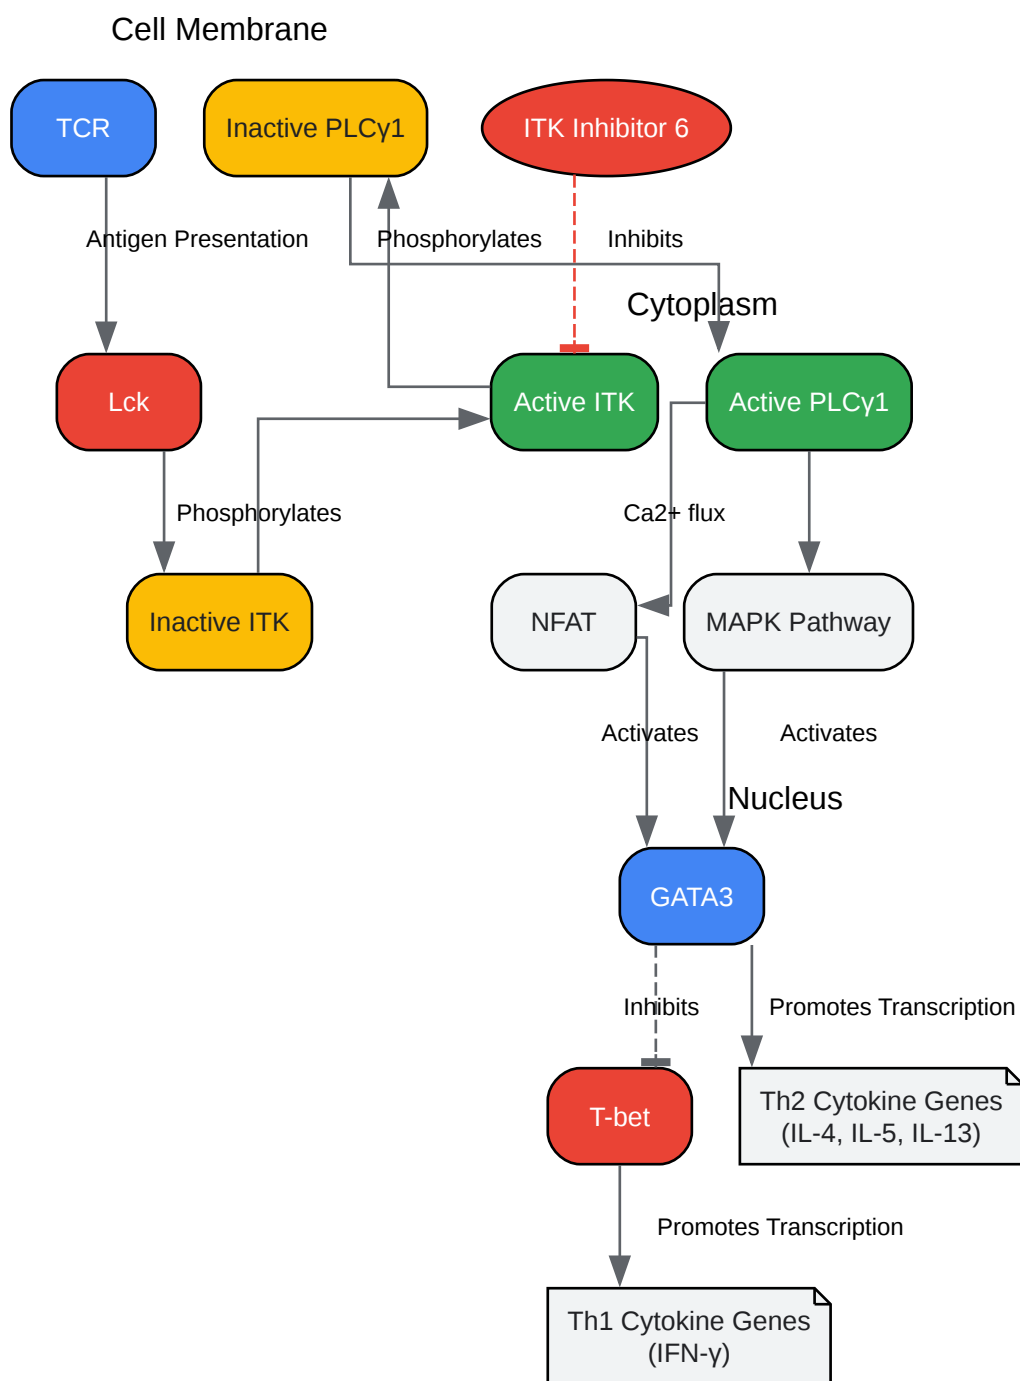 Cell Membrane
TCR
Inactive PLCγ1
ITK Inhibitor 6
Antigen Presentation
Phosphorylates
Inhibits
Cytoplasm
Lck
Active ITK
Active PLCγ1
Phosphorylates
Ca2+ flux
Inactive ITK
NFAT
MAPK Pathway
Activates
Activates
Nucleus
GATA3
Inhibits
Promotes Transcription
T-bet
Th2 Cytokine Genes
(IL-4, IL-5, IL-13)
Promotes Transcription
Th1 Cytokine Genes
(IFN-γ)